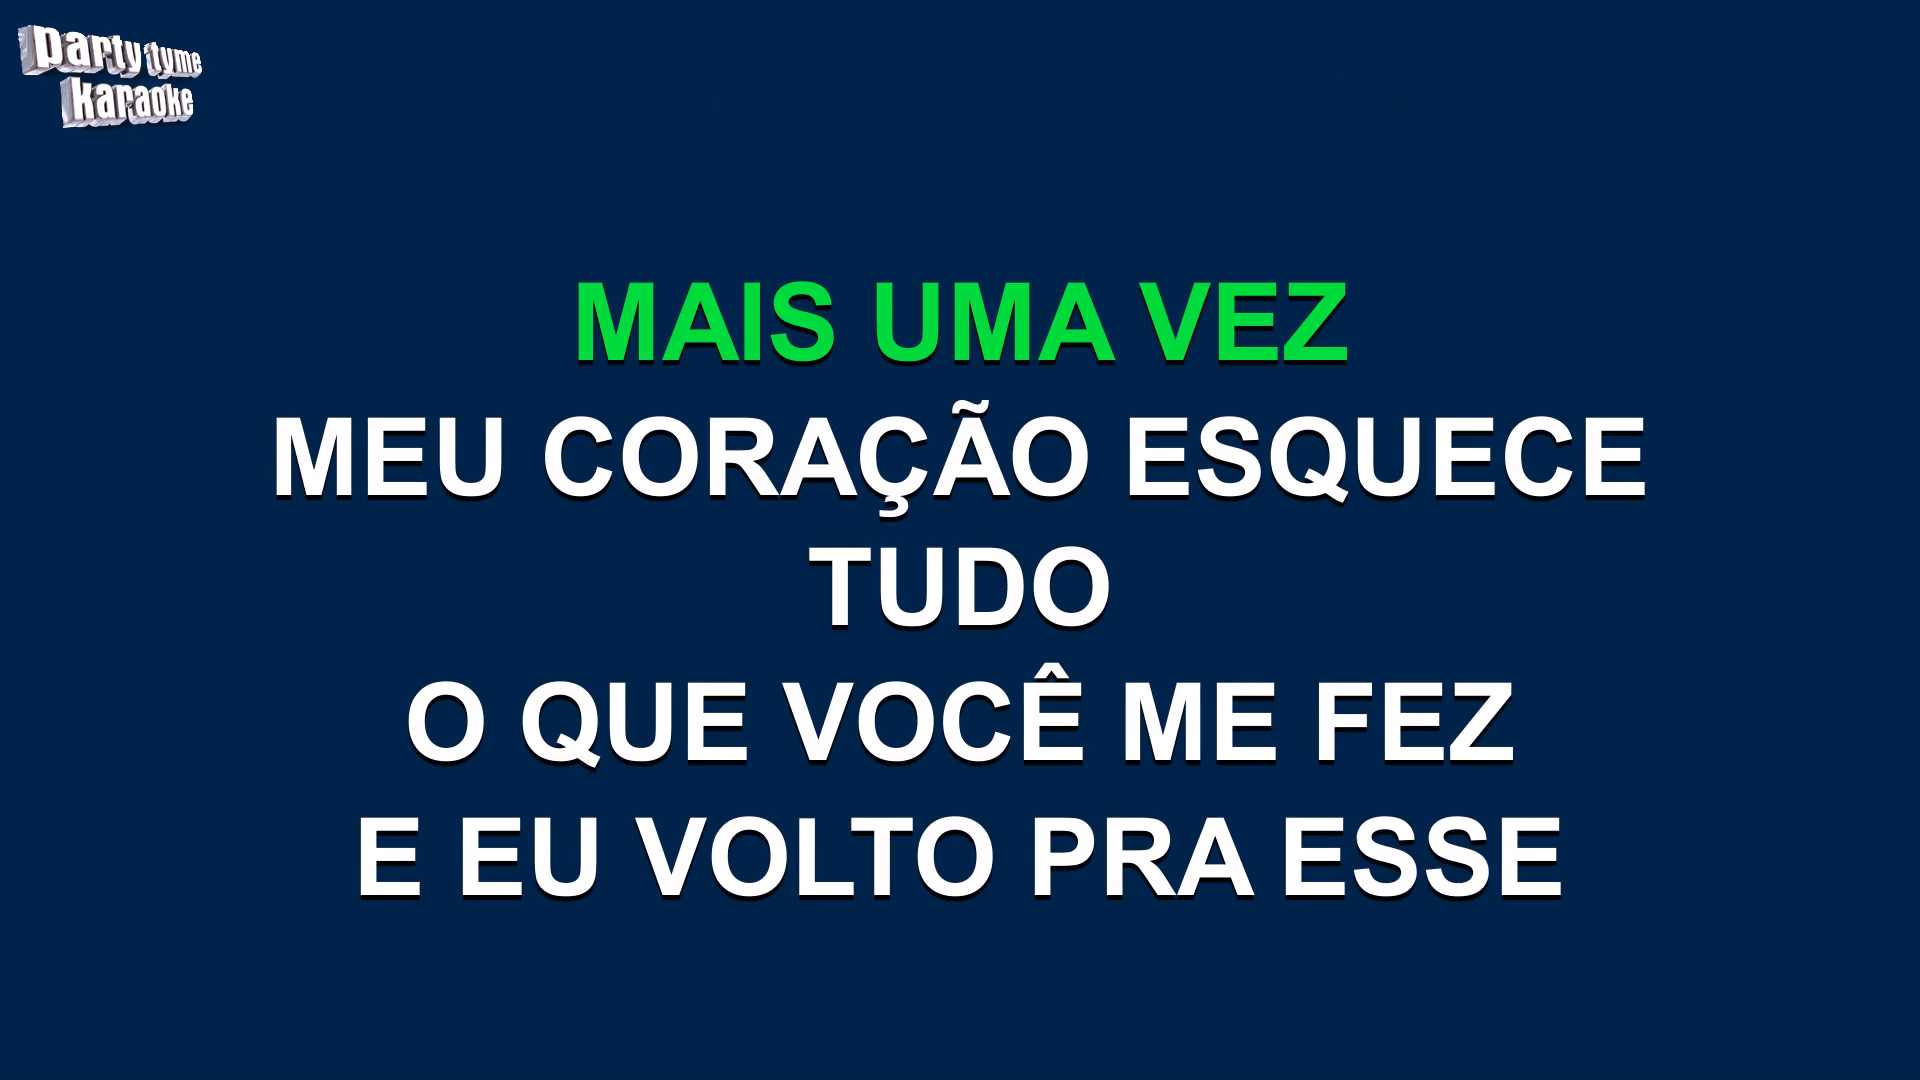 party tyme
karaoke
MAIS UMA VEZ
MEU CORAÇÃO ESQUECE
TUDO
O QUE VOCÊ ME FEZ
E EU VOLTO PRA ESSE